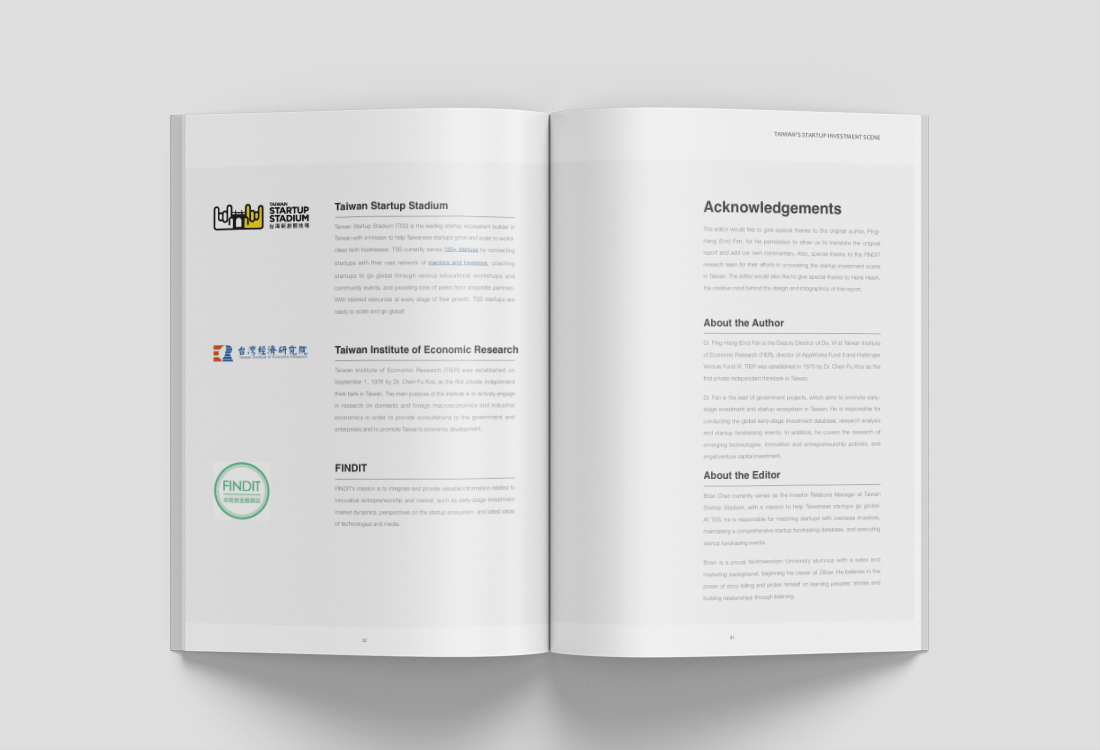 TAIWAN
STARTUP
STADIUM
台灣新創競技場
Taiwan Startup Stadium
Taiwan Startup Stadium (TSS) is the leading startup ecosystem builder in
Taiwan with a mission to help Taiwanese startups grow and scale to world-
class tech businesses. TSS currently serves startups by connecting
startups with their vast network of mentors and investors, coaching
startups to go global through various educational workshops and
community events, and providing tons of perks from corporate partners.
With tailored resources at every stage of their growth, TSS startups are
ready to scale and go global!
台灣經濟研究院
Taiwan Institute of Economic Research
Taiwan Institute of Economic Research
Taiwan Institute of Economic Research (TIER) was established on
September 1, 1976 by Dr. Chen-Fu Koo as the first private independent
think tank in Taiwan. The main purpose of the institute is to actively engage
in research on domestic and foreign macroeconomics and industrial
economics in order to provide consultations to the government and
enterprises and to promote Taiwan's economic development.
FINDIT
FINDIT
FINDIT's mission is to integrate and provide valuable information related to
innovative entrepreneurship and market, such as early-stage investment
market dynamics, perspectives on the startup ecosystem, and latest ideas
of technologies and media.
TAIWAN'S STARTUP INVESTMENT SCENE
Acknowledgements
The editor would like to give special thanks to the original author, Ping-
Hang (Eric) Fan, for his permission to allow us to translate the original
report and add our own commentary. Also, special thanks to the FINDIT
research team for their efforts in uncovering the startup investment scene
in Taiwan. The editor would also like to give special thanks to Henk Hsieh,
the creative mind behind the design and infographics of this report.
About the Author
Dr. Ping-Hang (Eric) Fan is the Deputy Director of Div. VI at Taiwan Institute
of Economic Research (TIER), director of AppWorks Fund II and Harbinger
Venture Fund VI. TIER was established in 1976 by Dr. Chen-Fu Koo as the
first private independent thinktank in Taiwan.
Dr. Fan is the lead of government projects, which aims to promote early-
stage investment and startup ecosystem in Taiwan. He is responsible for
conducting the global early stage investment database, research analysis
and startup fundraising events. In addition, he covers the research of
emerging technologies, innovation and entrepreneurship policies, and
angel/venture capital investment.
About the Editor
Brian Chen currently serves as the Investor Relations Manager at Taiwan
Startup Stadium, with a mission to help Taiwanese startups go global.
At TSS, he is responsible for matching startups with overseas investors,
maintaining a comprehensive startup fundraising database, and executing
startup fundraising events.
Brian is a proud Northwestern University alumnus with a sales and
marketing background, beginning his career at Zillow. He believes in the
power of story-telling and prides himself on learning peoples' stories and
building relationships through listening.
31